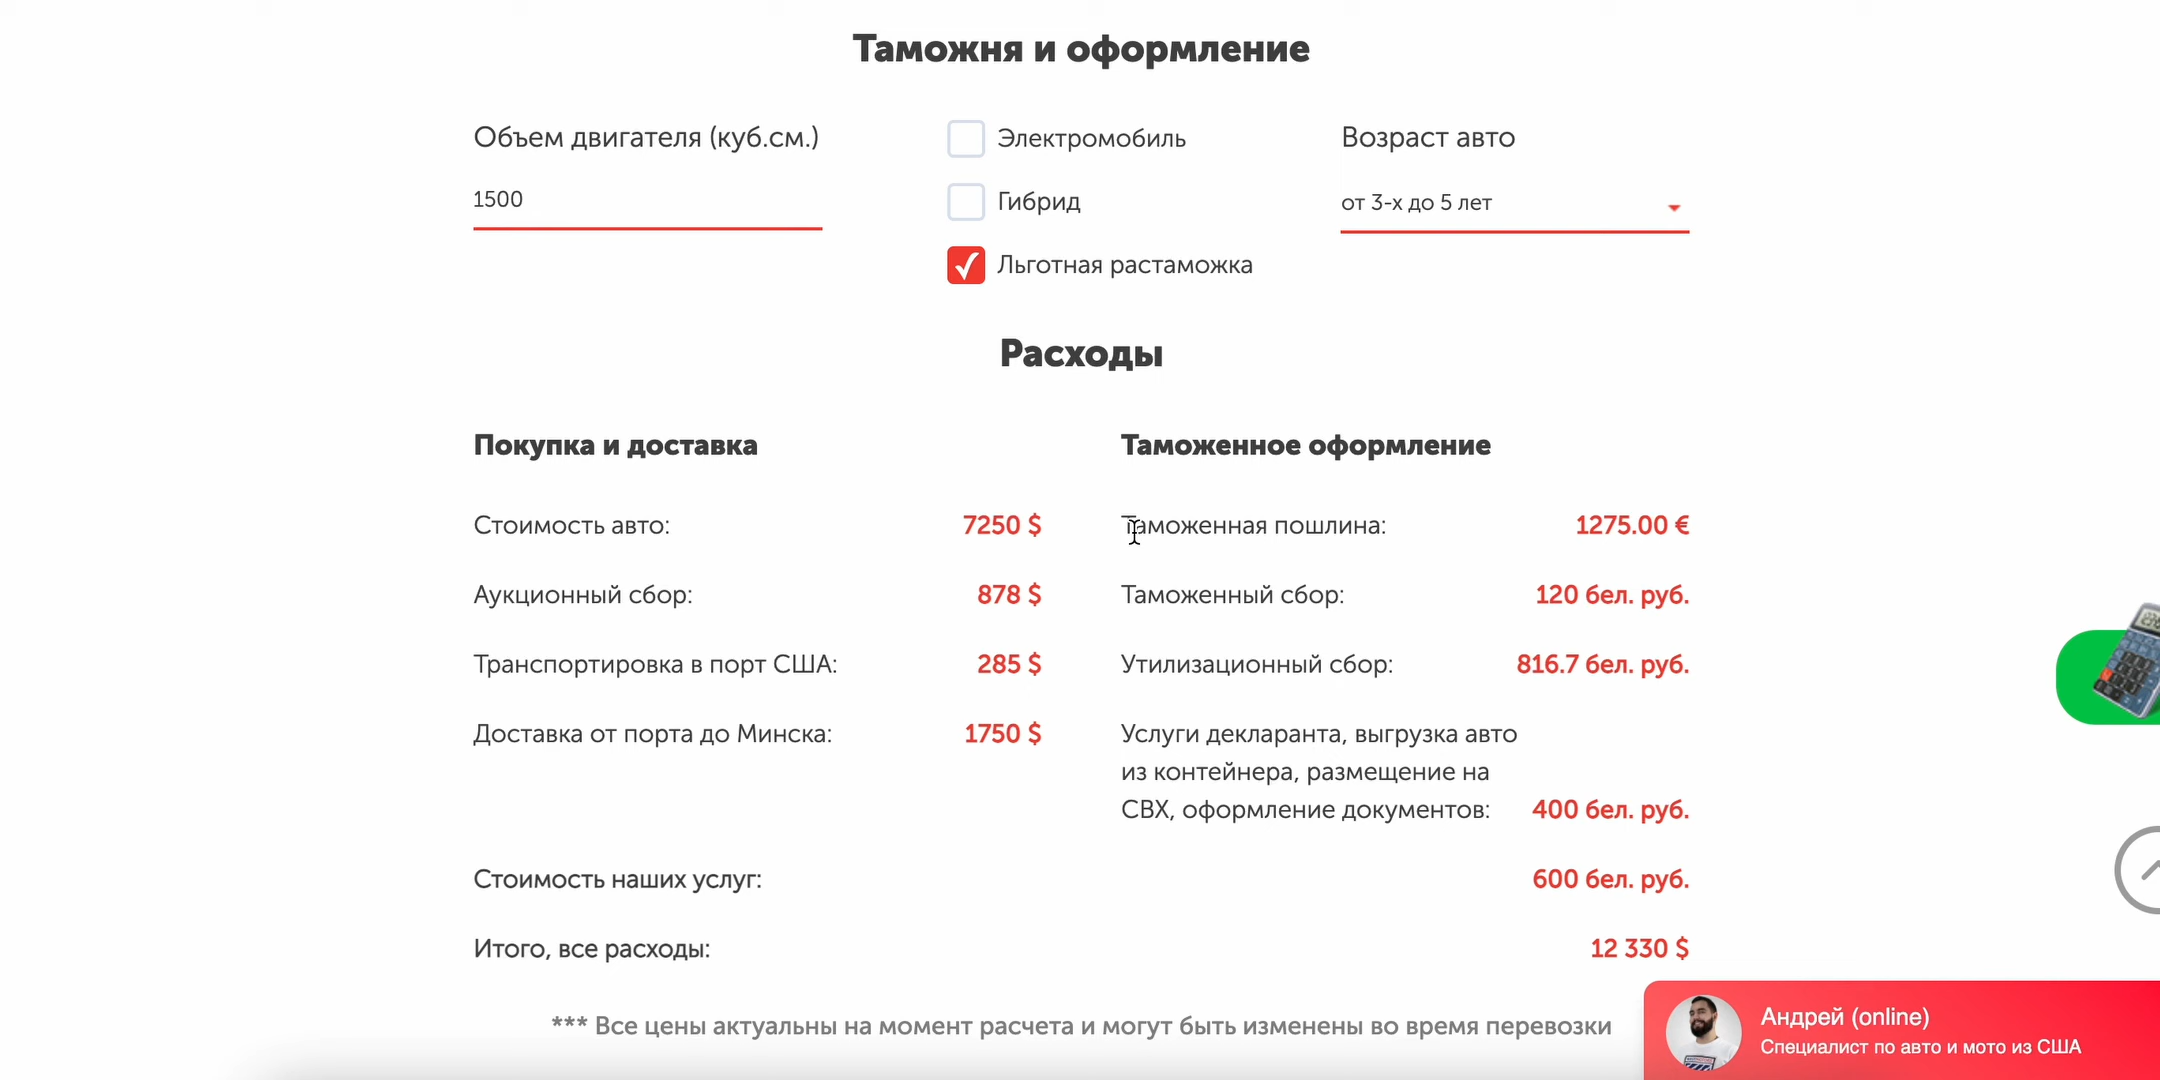 Таможня и оформление
Объем двигателя (куб.см.)
1500
Электромобиль
Гибрид
Льготная растаможка
Возраст авто
от 3-х до 5 лет
Расходы
Покупка и доставка
Стоимость авто: 7250 $
Аукционный сбор: 878 $
Транспортировка в порт США: 285 $
Доставка от порта до Минска: 1750 $
Таможенное оформление
Таможенная пошлина: 1275.00 €
Таможенный сбор: 120 бел. руб.
Утилизационный сбор: 816.7 бел. руб.
Услуги декларанта, выгрузка авто
из контейнера, размещение на
СВХ, оформление документов: 400 бел. руб.
Стоимость наших услуг: 600 бел. руб.
Итого, все расходы: 12 330 $
*** Все цены актуальны на момент расчета и могут быть изменены во время перевозки
Андрей (online)
Специалист по авто и мото из США